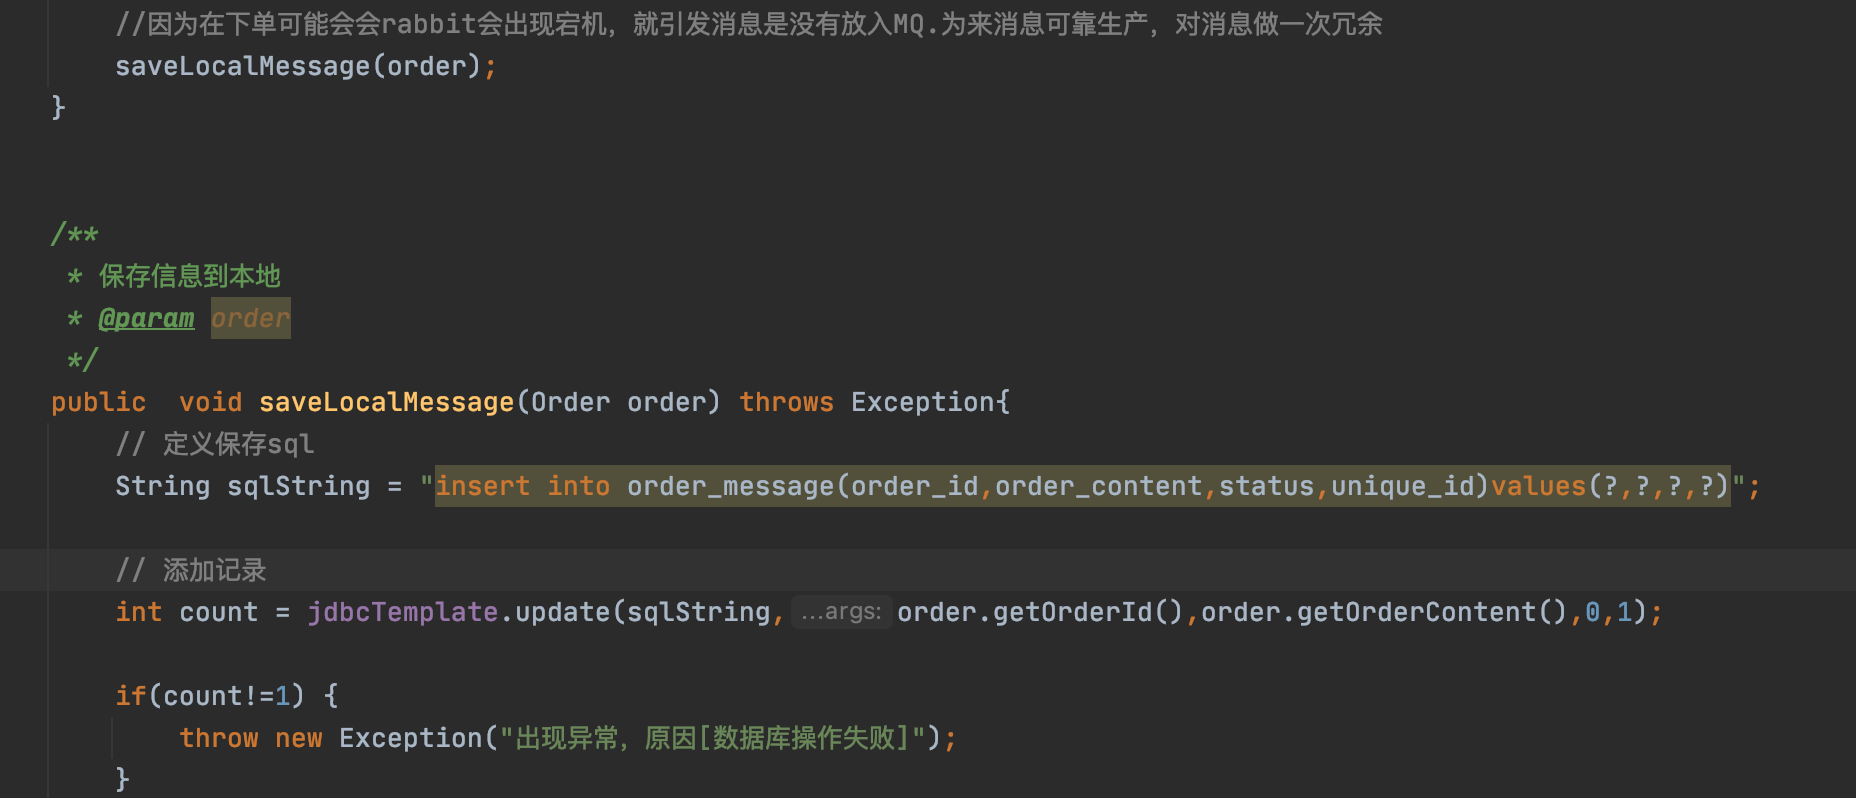 //因为在下单可能会会rabbit会出现宕机，就引发消息是没有放入MQ.为来消息可靠生产，对消息做一次冗余
saveLocalMessage(order);
}
/**
* 保存信息到本地
* @param order
*/
public  void saveLocalMessage(Order order) throws Exception{
// 定义保存sql
String sqlString = "insert into order_message(order_id,order_content,status,unique_id)values(?,?,?,?)";
// 添加记录
int count = jdbcTemplate.update(sqlString, ...args: order.getOrderId(),order.getOrderContent(),0,1);
if(count!=1) {
throw new Exception("出现异常，原因[数据库操作失败]");
}